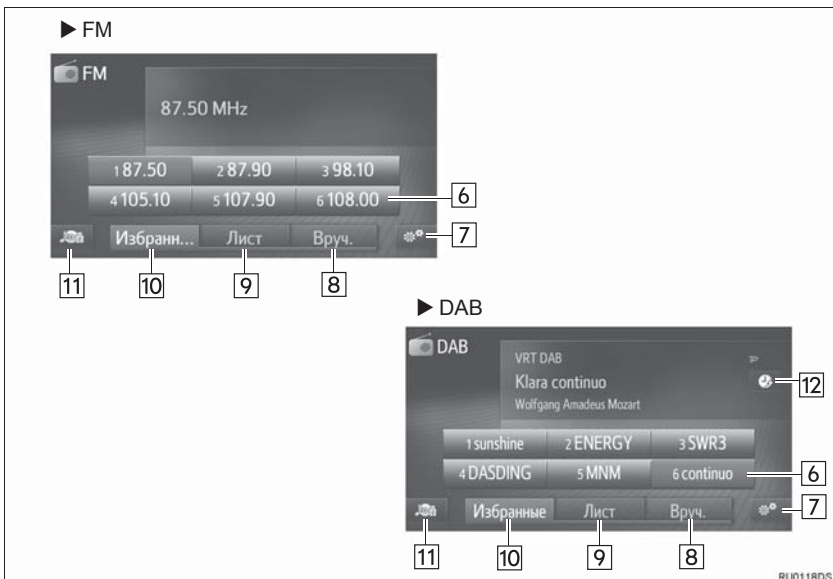 ▶ FM
FM
87.50 MHz
1 87.50 2 87.90 3 98.10
4 105.10 5 107.90 6 108.00
6
Избранн... Лист Вруч.
7
11 10 9 8
▶ DAB
DAB
VRT DAB
Klara continuo
12
Wolfgang Amadeus Mozart
1 sunshine 2 ENERGY 3 SWR3
4 DASDING 5 MNM 6 continuo
6
Избранные Лист Вруч.
7
11 10 9 8
RU0118DS